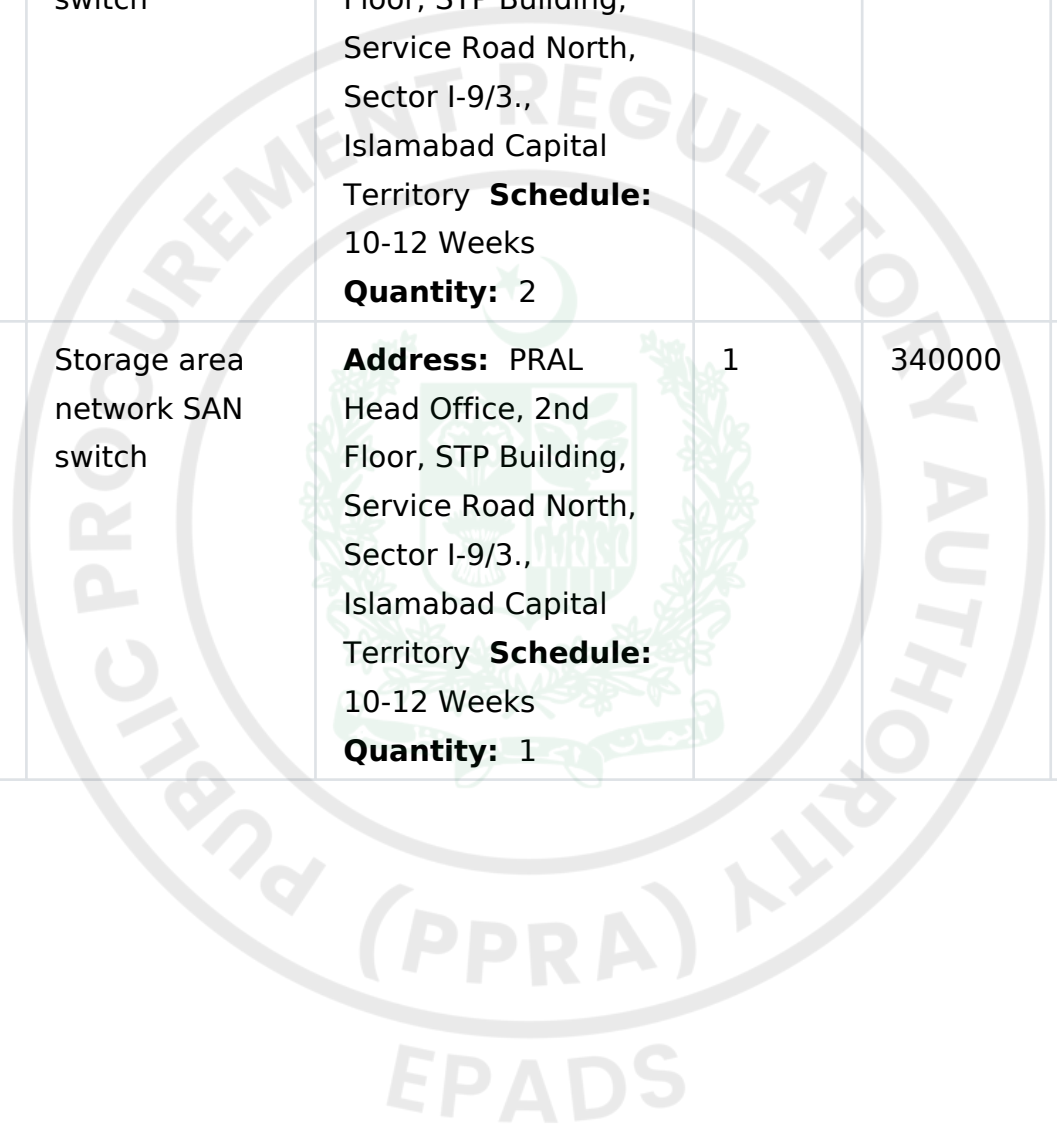 switch
Floor, STP Building,
Service Road North,
Sector I-9/3.,
Islamabad Capital
Territory Schedule:
10-12 Weeks
Quantity: 2
Storage area
network SAN
switch
Address: PRAL
Head Office, 2nd
Floor, STP Building,
Service Road North,
Sector I-9/3.,
Islamabad Capital
Territory Schedule:
10-12 Weeks
Quantity: 1
1
340000
PUBLIC PROCUREMENT REGULATORY AUTHORITY
(PPRA)
EPADS